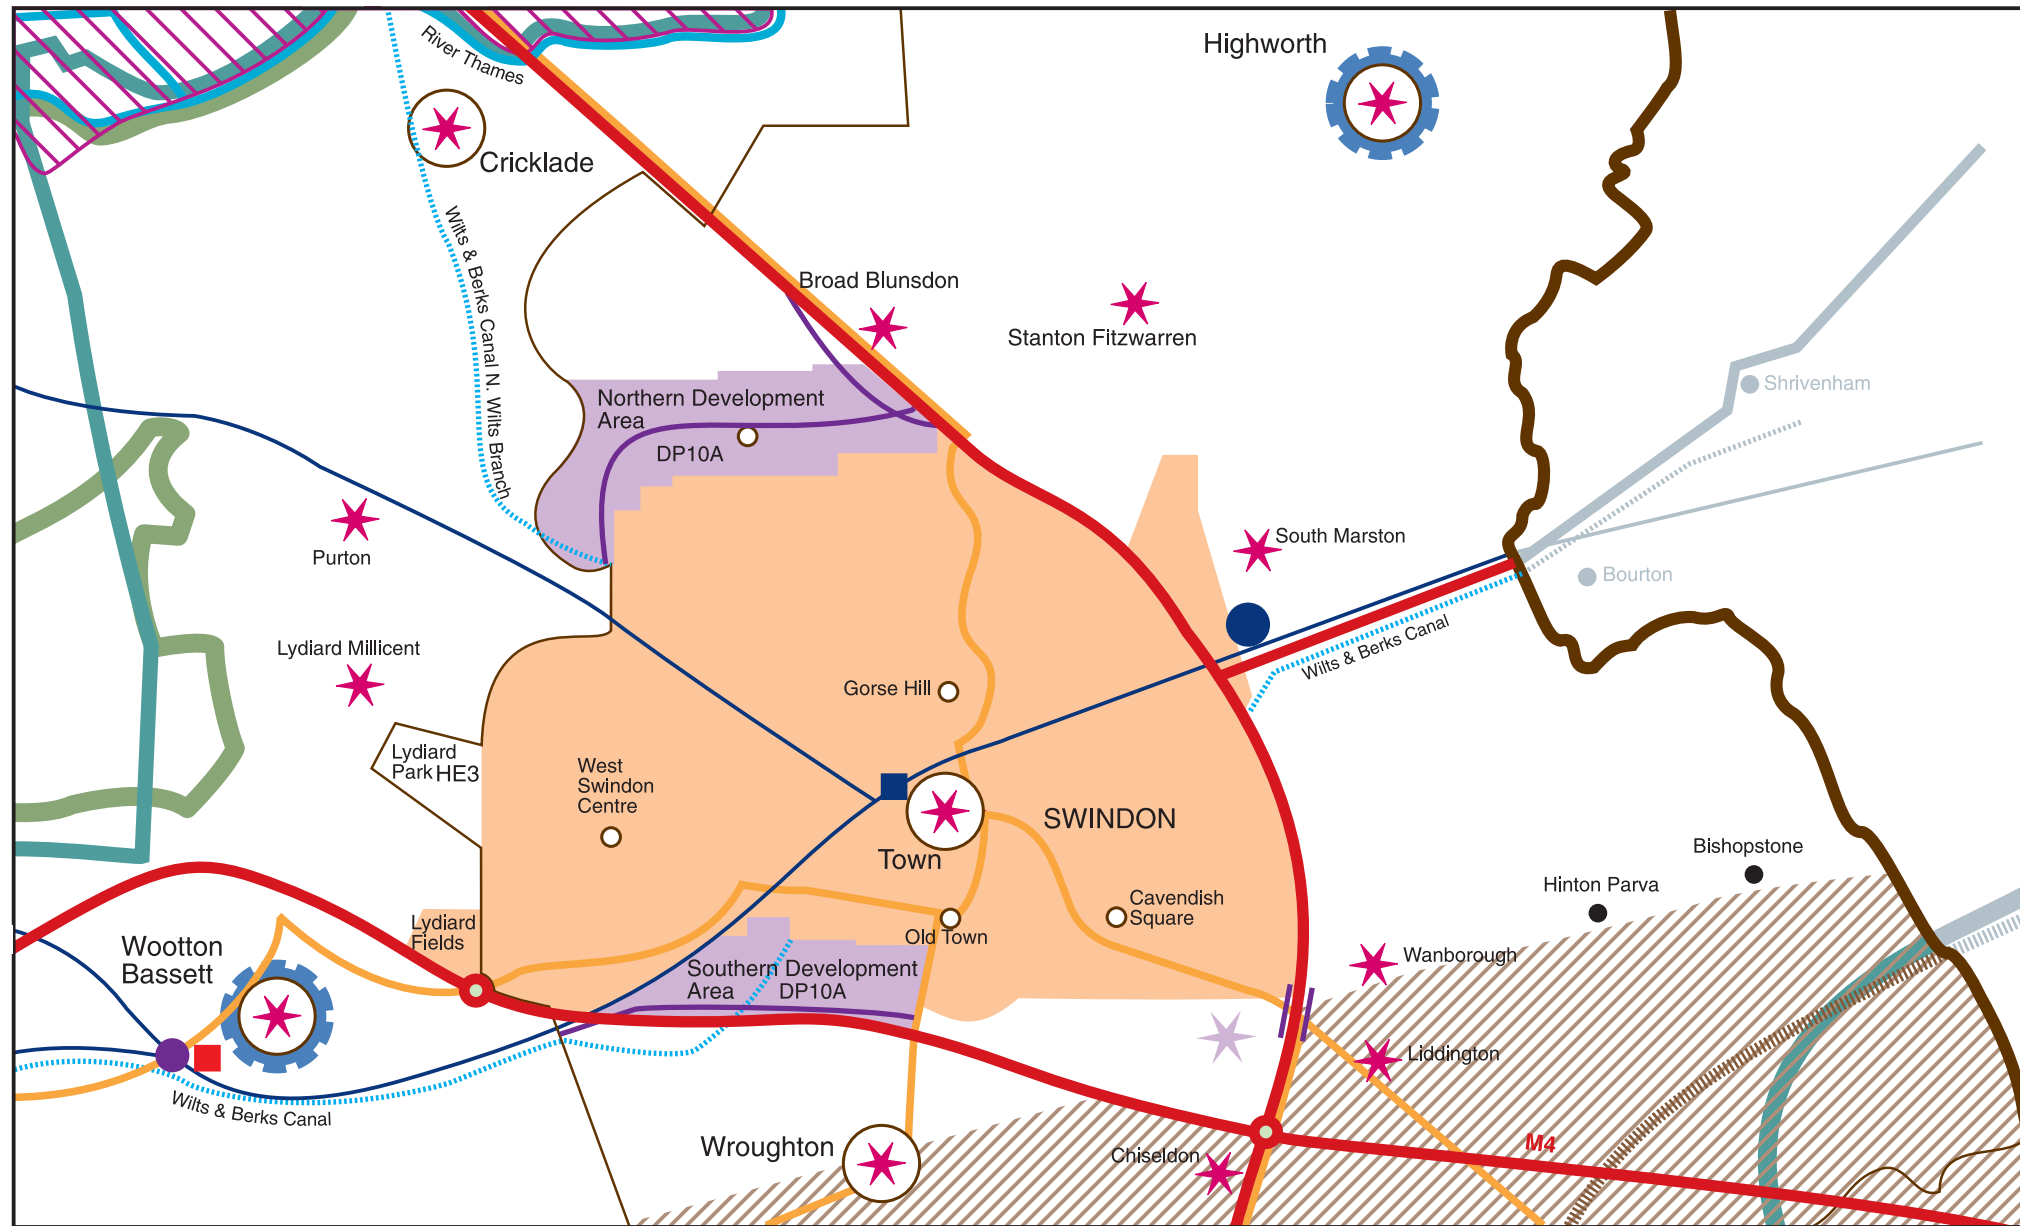 Highworth
River Thames
Cricklade
Wilts & Berks Canal N. Wilts Branch
Broad Blunsdon
Stanton Fitzwarren
Shrivenham
Northern Development
Area
DP10A
South Marston
Purton
Bourton
Wilts & Berks Canal
Lydiard Millicent
Gorse Hill
Lydiard
Park HE3
West
Swindon
Centre
SWINDON
Town
Bishopstone
Hinton Parva
Cavendish
Square
Lydiard
Fields
Old Town
Wootton
Bassett
Wanborough
Southern Development
Area DP10A
Liddington
Wilts & Berks Canal
Wroughton
Chiseldon
M4